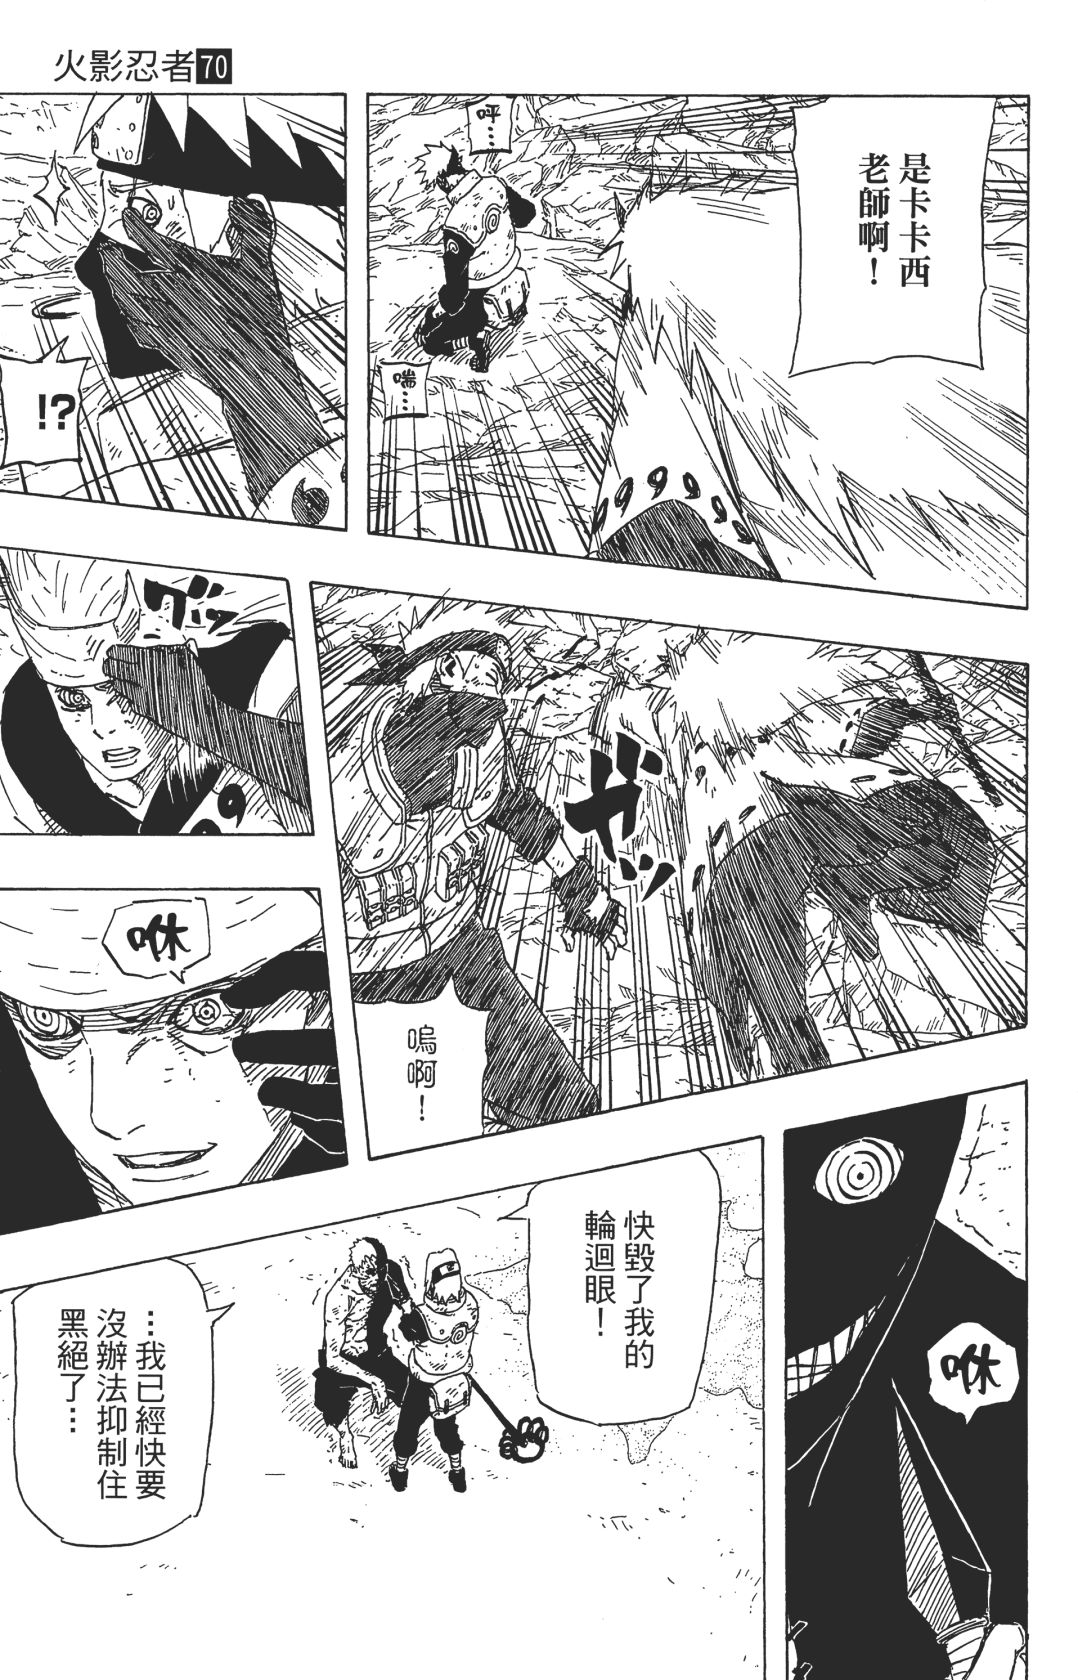 火影忍者70
是卡卡西
老師啊！
呼…
喘…
!?
ザッ
嗚啊！
グッ
咻
咻
快毀了我的
輪迴眼！
…我已經快要
沒辦法抑制住
黑絕了…